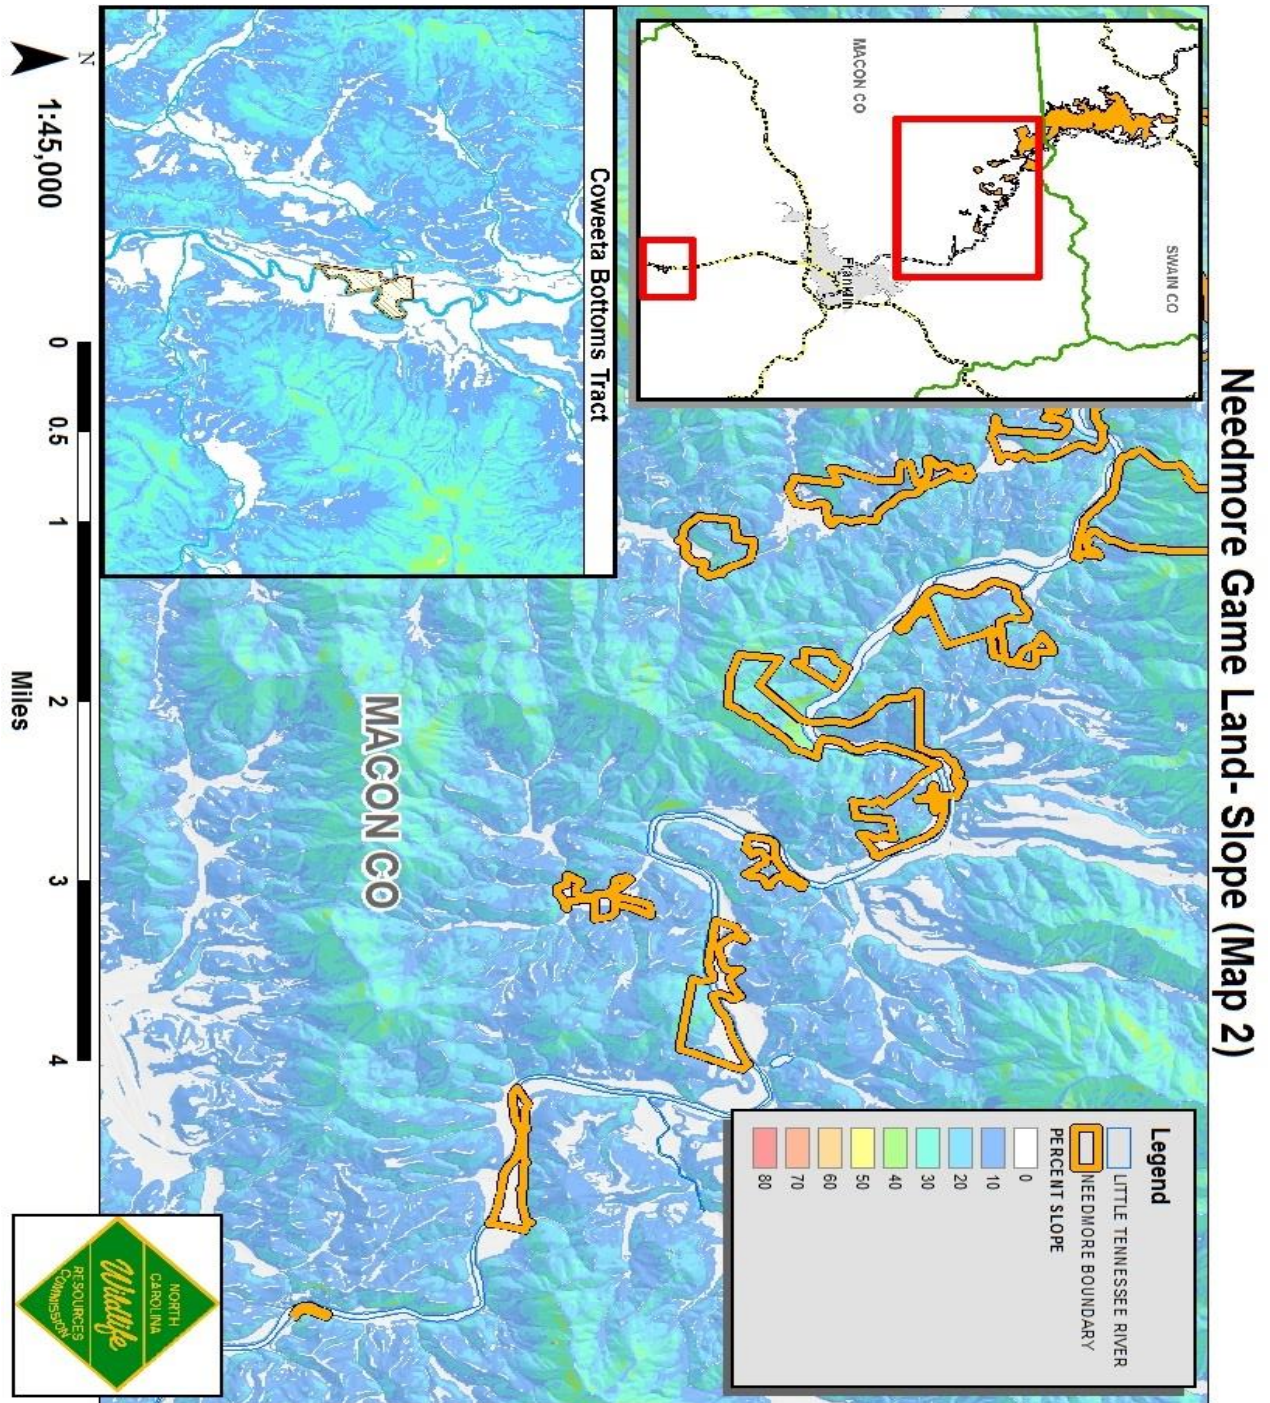 Needmore Game Land- Slope (Map 2)
MACON CO
SWAIN CO
Franklin
Coweeta Bottoms Tract
MACON CO
Legend
LITTLE TENNESSEE RIVER
NEEDMORE BOUNDARY
PERCENT SLOPE
0
10
20
30
40
50
60
70
80
N
1:45,000
0 0.5 1 2 3 4
Miles
NORTH
CAROLINA
Wildlife
RESOURCES
COMMISSION